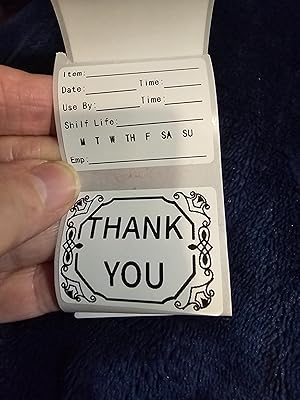 Item:
Date: Time:
Use By: Time:
Shilf Life:
M T W TH F SA SU
Emp:
THANK
YOU